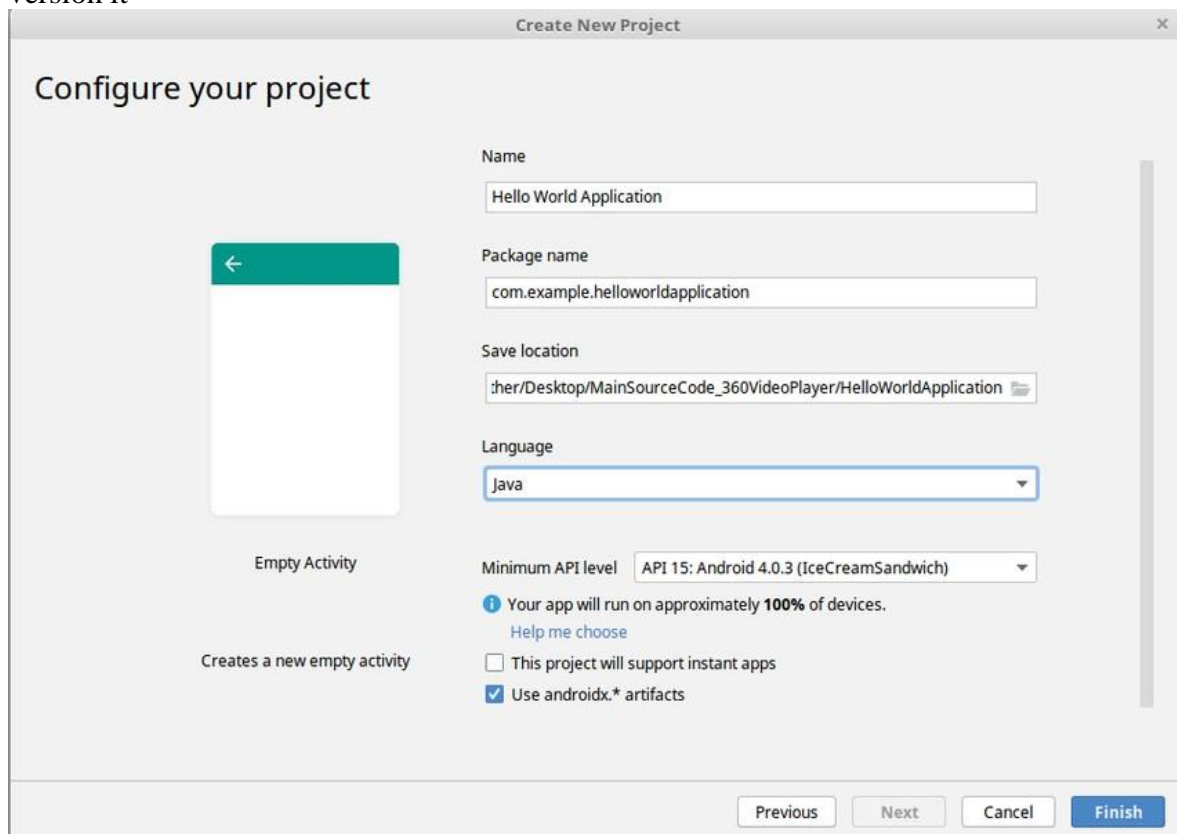 version it
Create New Project
Configure your project
Name
Hello World Application
Package name
com.example.helloworldapplication
Save location
:her/Desktop/MainSourceCode_360VideoPlayer/HelloWorldApplication
Language
Java
Empty Activity
Minimum API level API 15: Android 4.0.3 (IceCreamSandwich)
Your app will run on approximately 100% of devices.
Help me choose
Creates a new empty activity
This project will support instant apps
Use androidx.* artifacts
Previous Next Cancel Finish